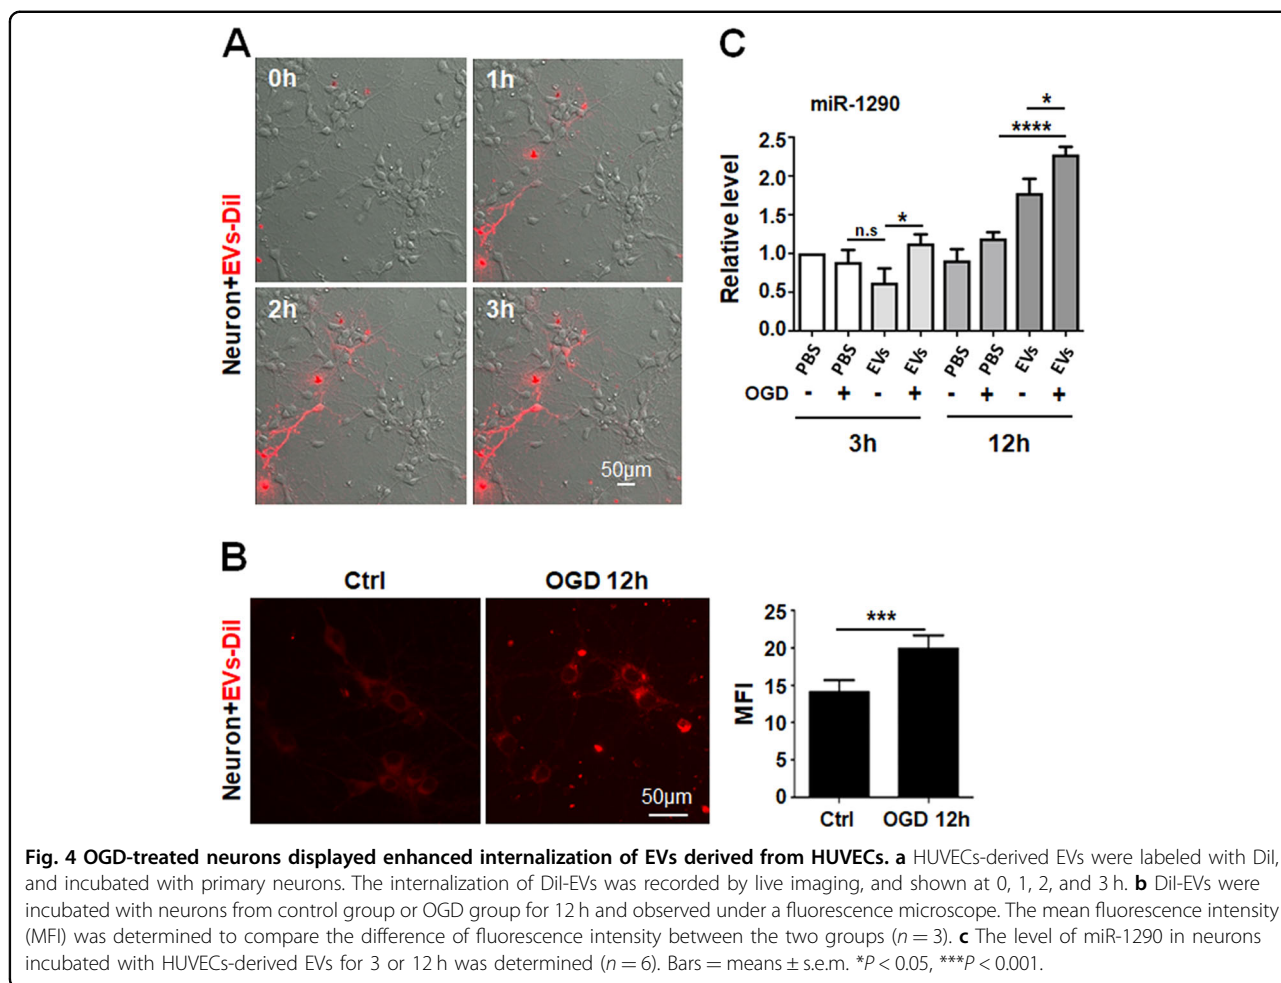 A
0h
1h
2h
3h
50µm
Neuron+EVs-Dil
C
miR-1290
*
****
n.s
*
Relative level
2.5
2.0
1.5
1.0
0.5
0.0
PBS PBS EVs EVs PBS PBS EVs EVs
OGD - + - + - + - +
3h 12h
B
Ctrl
OGD 12h
Neuron+EVs-Dil
50µm
***
MFI
25
20
15
10
5
0
Ctrl OGD 12h
Fig. 4 OGD-treated neurons displayed enhanced internalization of EVs derived from HUVECs. a HUVECs-derived EVs were labeled with DiI,
and incubated with primary neurons. The internalization of DiI-EVs was recorded by live imaging, and shown at 0, 1, 2, and 3 h. b DiI-EVs were
incubated with neurons from control group or OGD group for 12 h and observed under a fluorescence microscope. The mean fluorescence intensity
(MFI) was determined to compare the difference of fluorescence intensity between the two groups (n = 3). c The level of miR-1290 in neurons
incubated with HUVECs-derived EVs for 3 or 12 h was determined (n = 6). Bars = means ± s.e.m. *P < 0.05, ***P < 0.001.